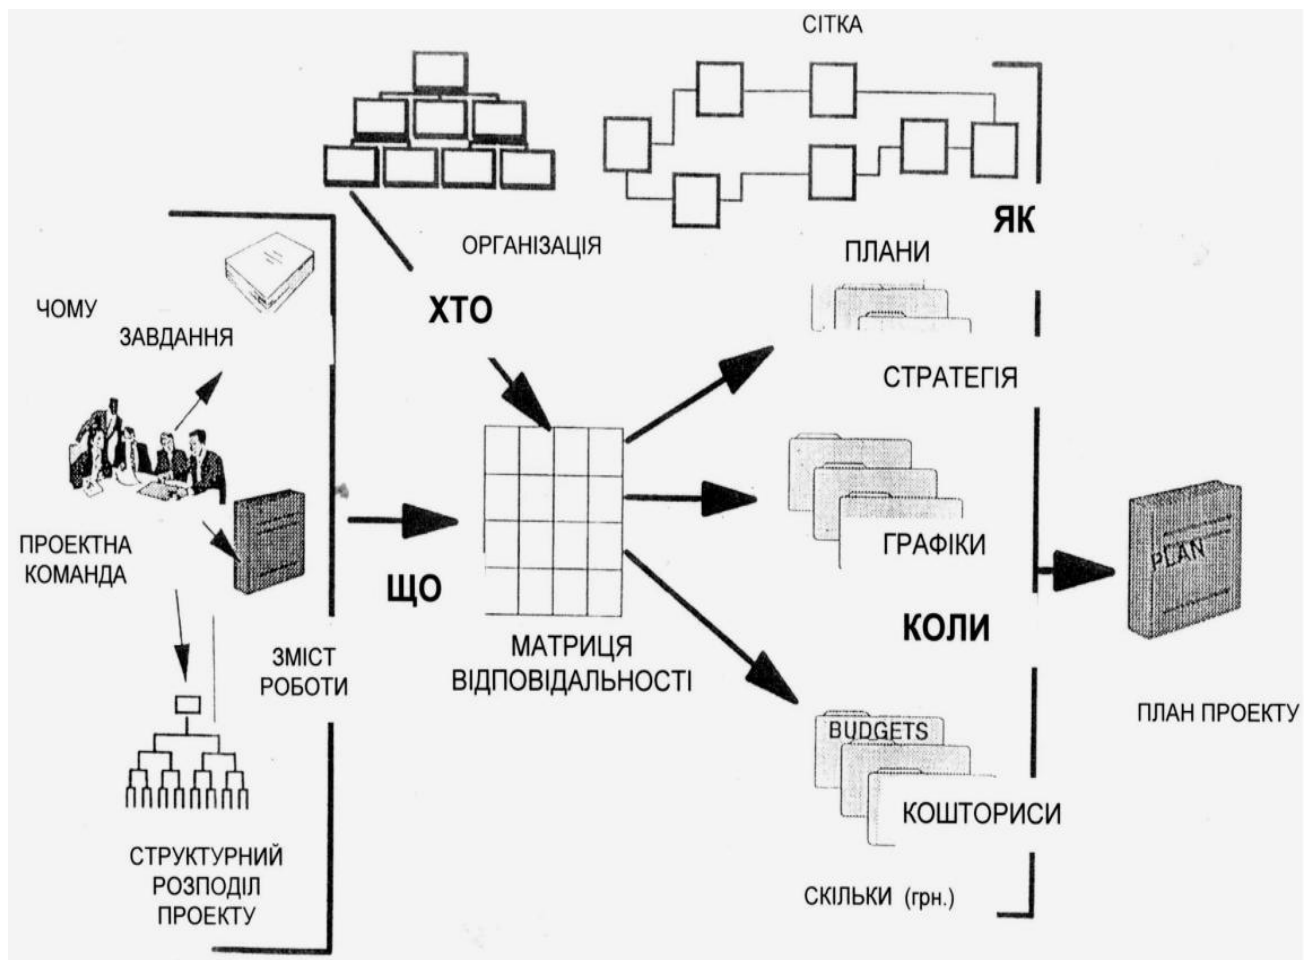 СІТКА
ОРГАНІЗАЦІЯ
ЯК
ПЛАНИ
ЧОМУ
ЗАВДАННЯ
ХТО
СТРАТЕГІЯ
ПРОЕКТНА
КОМАНДА
ЩО
ГРАФІКИ
PLAN
КОЛИ
ЗМІСТ
РОБОТИ
МАТРИЦЯ
ВІДПОВІДАЛЬНОСТІ
ПЛАН ПРОЕКТУ
BUDGETS
КОШТОРИСИ
СТРУКТУРНИЙ
РОЗПОДІЛ
ПРОЕКТУ
СКІЛЬКИ (грн.)